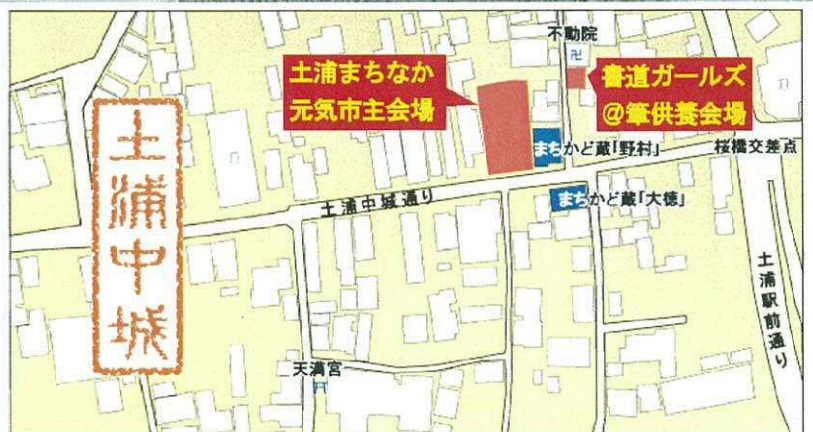 不動院
卍
土浦まちなか
元気市主会場
書道ガールズ
@筆供養会場
まちかど蔵「野村」
桜橋交差点
まちかど蔵「大徳」
土浦中城通り
土浦駅前通り
土浦中城
天満宮